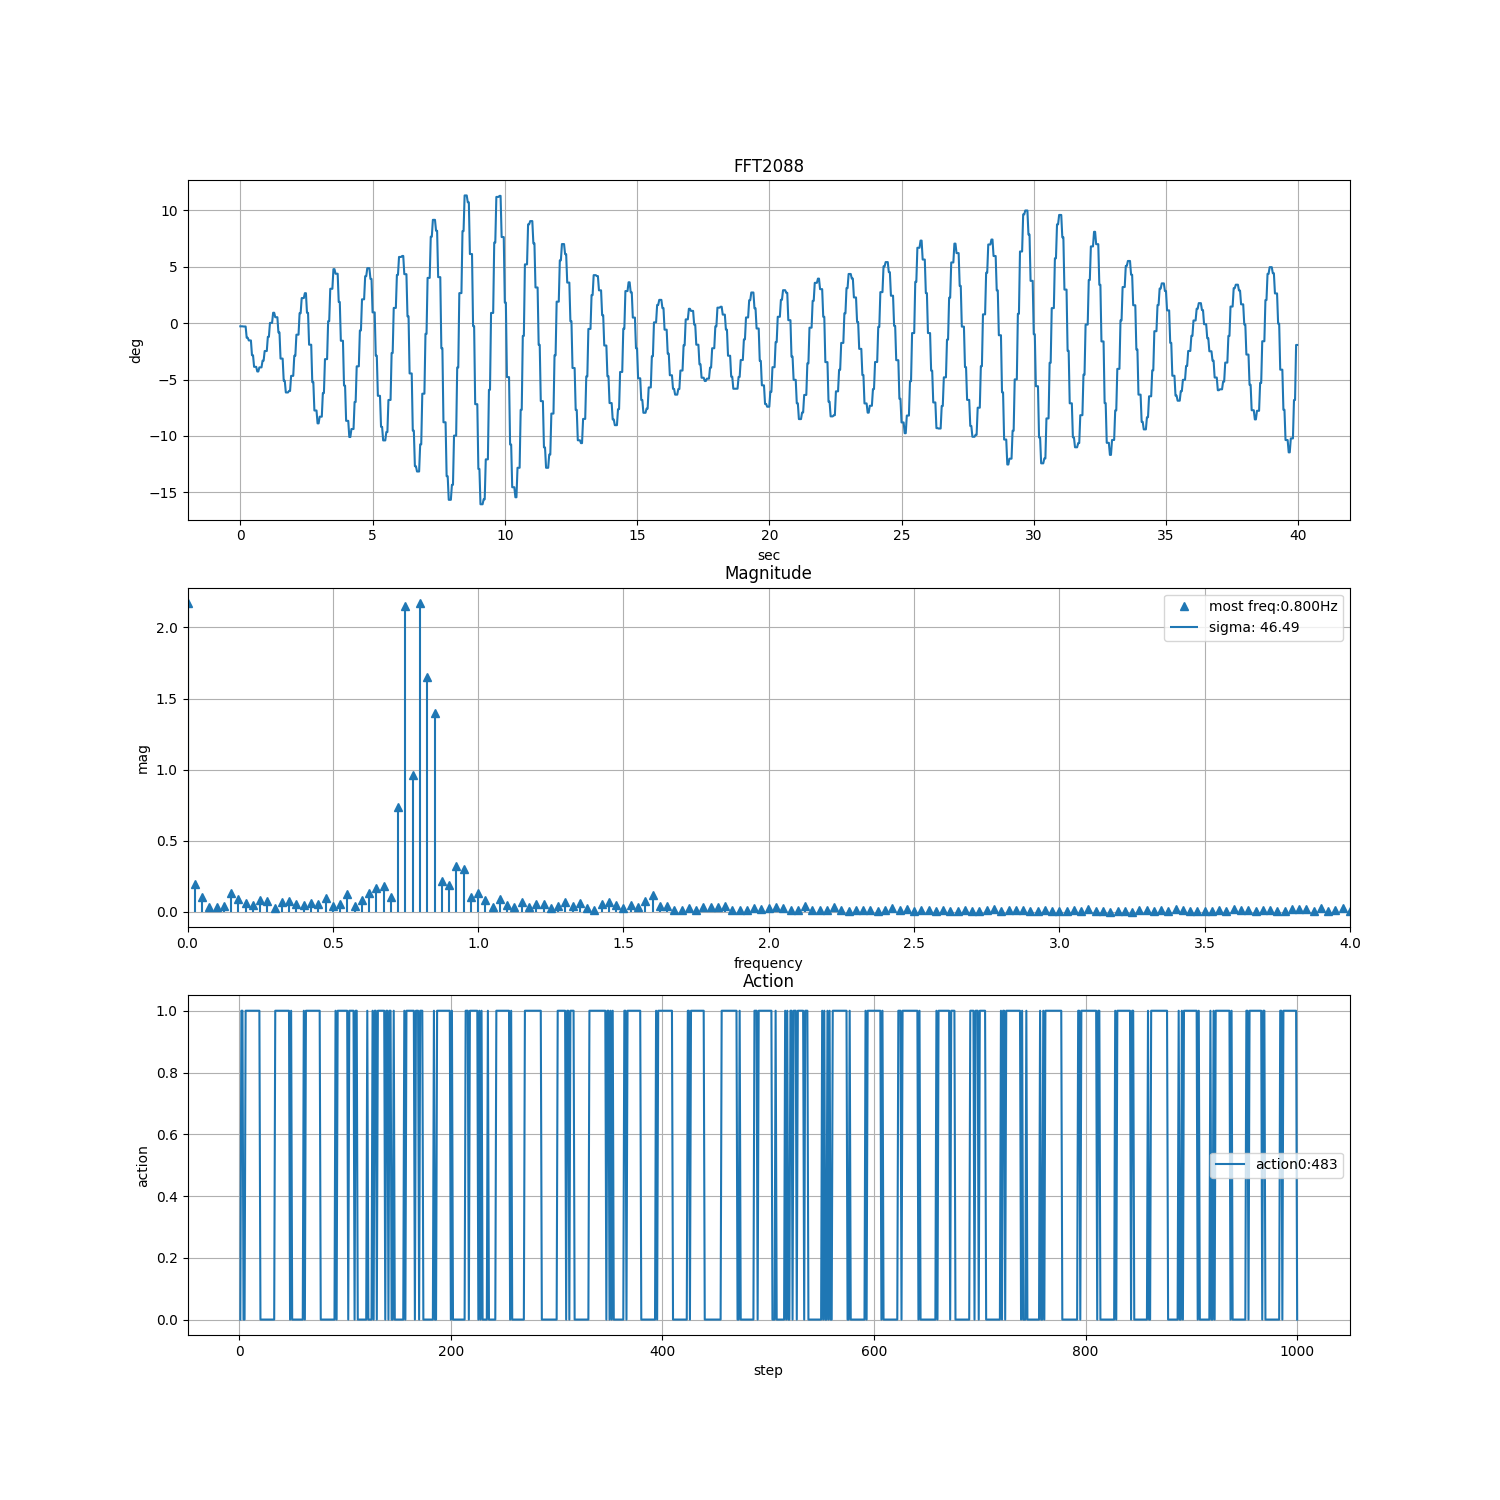 FFT2088
10
5
0
−5
−10
−15
deg
0 5 10 15 20 25 30 35 40
sec
Magnitude
2.0
1.5
1.0
0.5
0.0
mag
most freq:0.800Hz
sigma: 46.49
0.0 0.5 1.0 1.5 2.0 2.5 3.0 3.5 4.0
frequency
Action
1.0
0.8
0.6
0.4
0.2
0.0
action
action0:483
0 200 400 600 800 1000
step